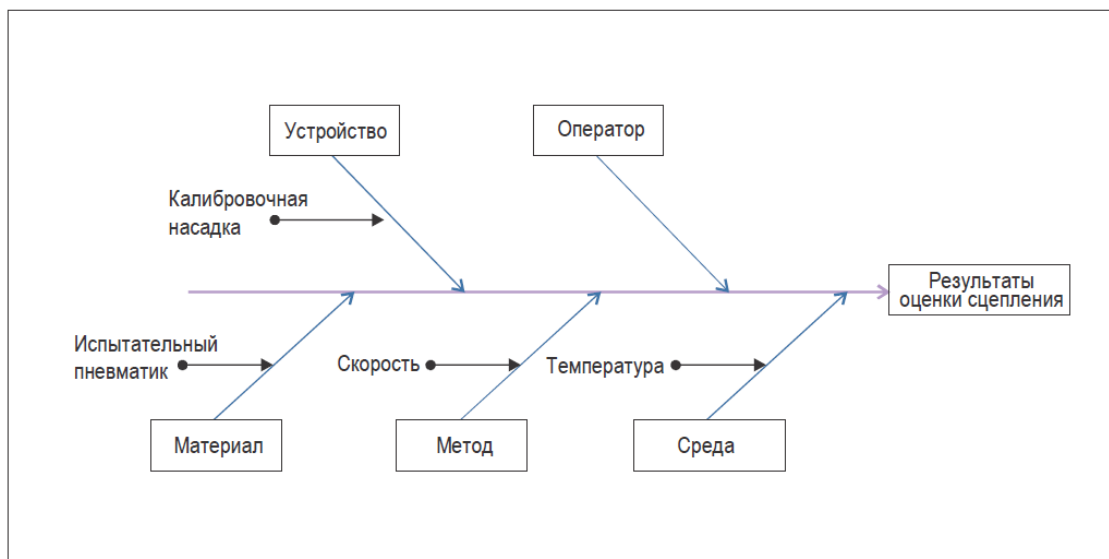 Устройство
Оператор
Калибровочная
насадка
Результаты
оценки сцепления
Испытательный
пневматик
Скорость
Температура
Материал
Метод
Среда